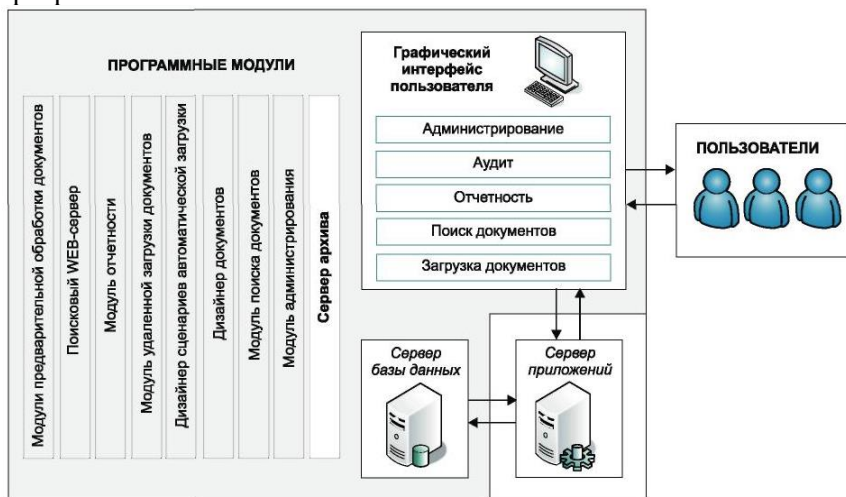 ПРОГРАММНЫЕ МОДУЛИ
Модули предварительной обработки документов
Поисковый WEB-сервер
Модуль отчетности
Модуль удаленной загрузки документов
Дизайнер сценариев автоматической загрузки
Дизайнер документов
Модуль поиска документов
Модуль администрирования
Сервер архива
Графический
интерфейс
пользователя
Администрирование
Аудит
Отчетность
Поиск документов
Загрузка документов
ПОЛЬЗОВАТЕЛИ
Сервер
базы данных
Сервер
приложений